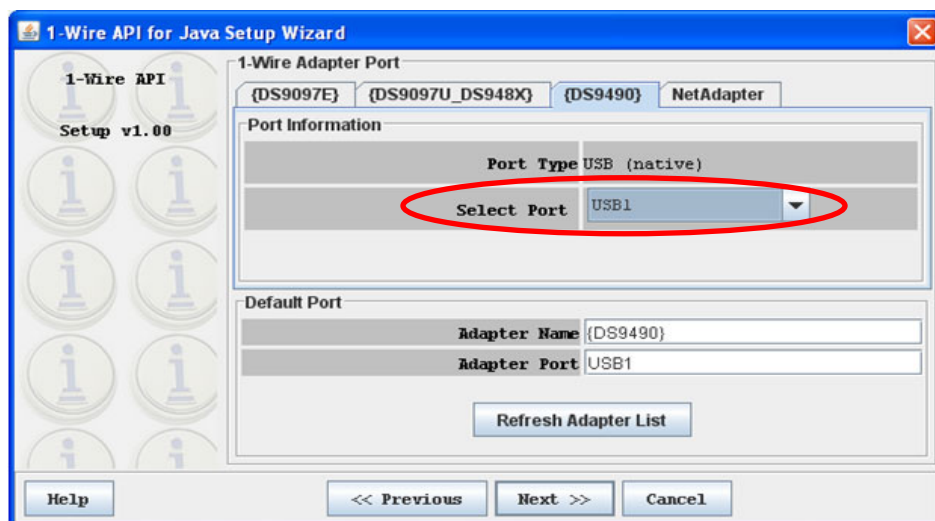 1-Wire API for Java Setup Wizard
1-Wire API
Setup v1.00
1-Wire Adapter Port
{DS9097E} {DS9097U_DS948X} {DS9490} NetAdapter
Port Information
Port Type USB (native)
Select Port USB1
Default Port
Adapter Name {DS9490}
Adapter Port USB1
Refresh Adapter List
Help << Previous Next >> Cancel